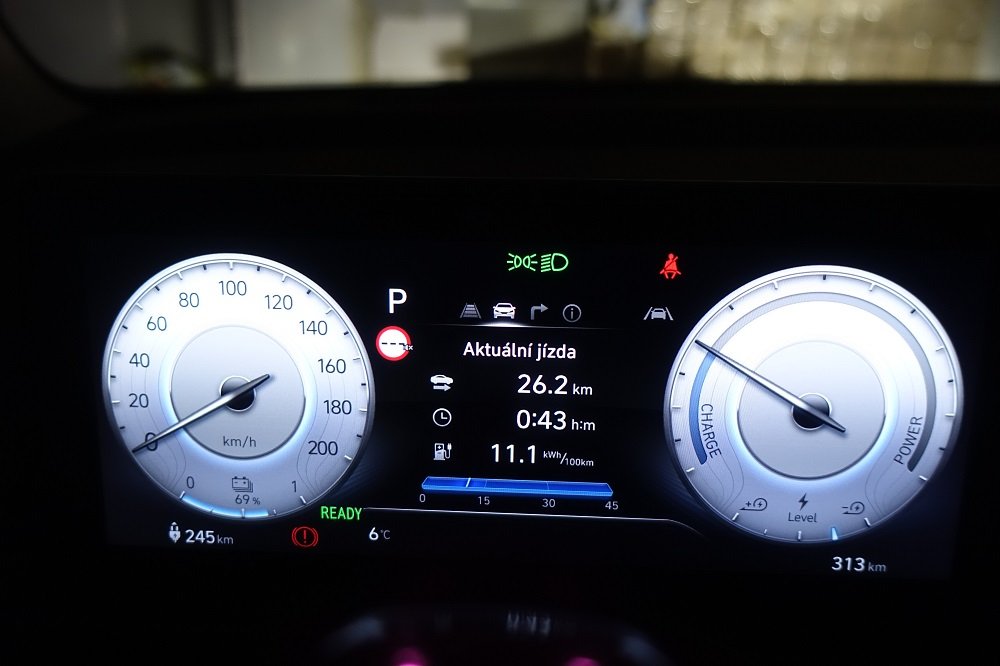 P
Aktuální jízda
26.2 km
0:43 h:m
11.1 kWh/100km
0 15 30 45
0 20 40 60 80 100 120 140 160 180 200
km/h
0 1
69 %
READY
245 km
6°C
CHARGE
POWER
Level
313 km